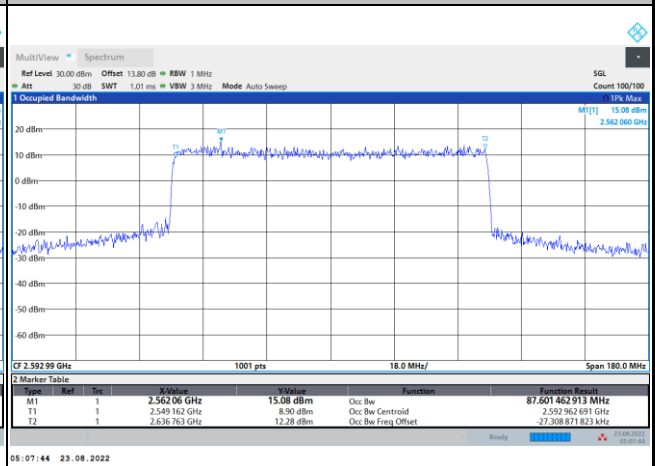 MultiView Spectrum
Ref Level 30.00 dBm Offset 13.80 dB RBW 1 MHz SGL
Att 30 dB SWT 1.01 ms VBW 3 MHz Mode Auto Sweep Count 100/100
1 Occupied Bandwidth 1Pk Max
M1[1] 15.08 dBm
2.562 060 GHz
20 dBm
M1
T2
T1
10 dBm
0 dBm
-10 dBm
-20 dBm
-30 dBm
-40 dBm
-50 dBm
-60 dBm
CF 2.592 99 GHz 1001 pts 18.0 MHz/ Span 180.0 MHz
2 Marker Table
Type Ref Trc X-Value Y-Value Function Function Result
M1 1 2.562 06 GHz 15.08 dBm Occ Bw 87.601 462 913 MHz
T1 1 2.549 162 GHz 8.90 dBm Occ Bw Centroid 2.592 962 691 GHz
T2 1 2.636 763 GHz 12.28 dBm Occ Bw Freq Offset -27.308 871 823 kHz
Ready 23.08.2022
05:07:44
05:07:44 23.08.2022